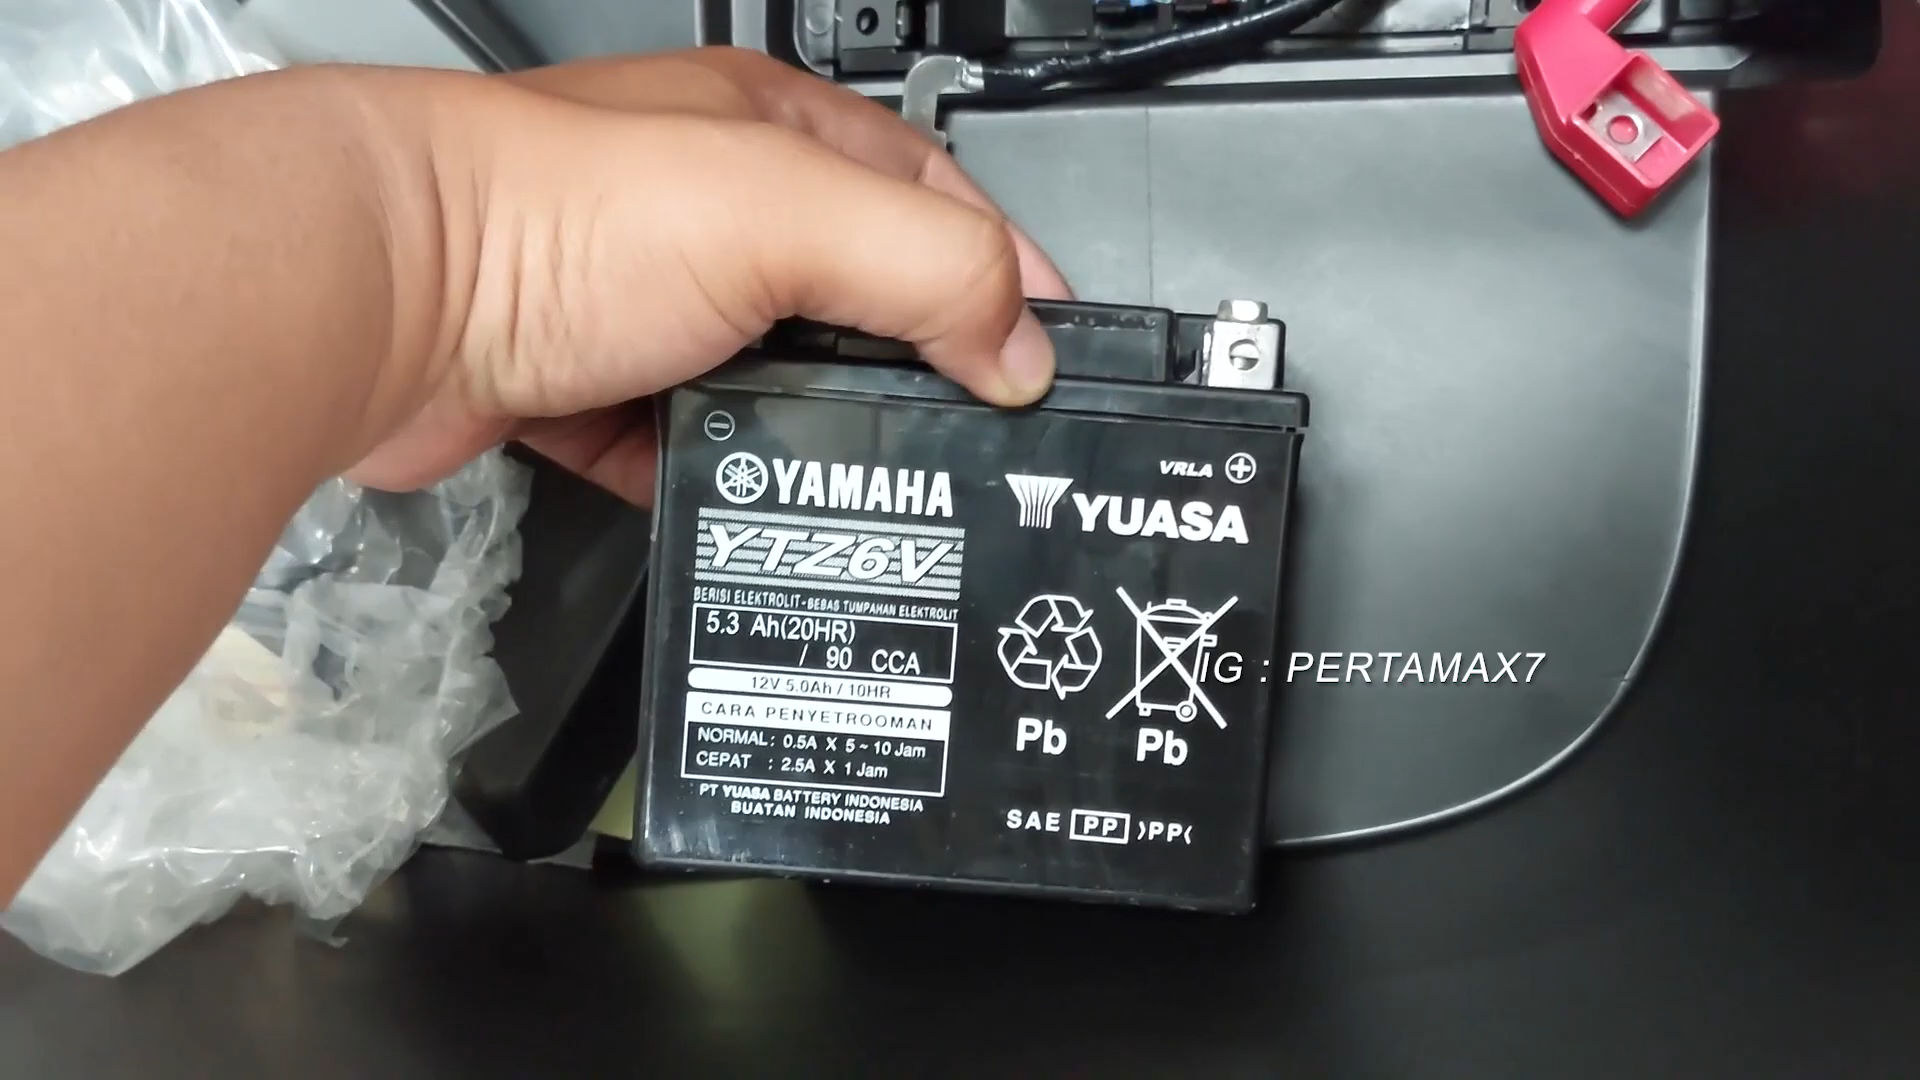 YAMAHA
YTZ6V
BERISI ELEKTROLIT - BEBAS TUMPAHAN ELEKTROLIT
5.3 Ah(20HR)
/ 90 CCA
12V 5.0Ah / 10HR
CARA PENYETROOMAN
NORMAL : 0.5A X 5 ~ 10 Jam
CEPAT : 2.5A X 1 Jam
PT YUASA BATTERY INDONESIA
BUATAN INDONESIA
VRLA
YUASA
Pb
Pb
SAE PP >PP<
IG : PERTAMAX7